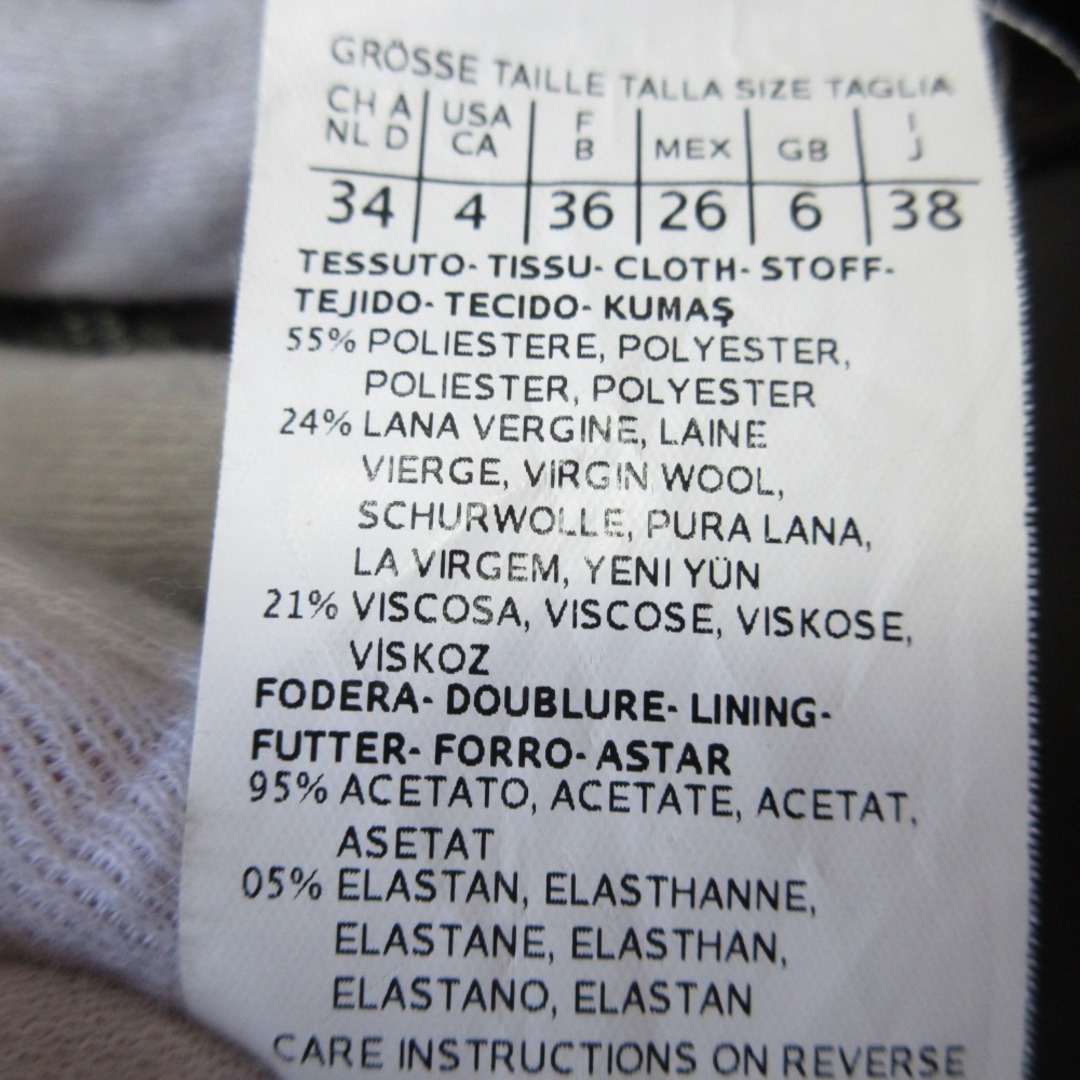 GRÖSSE TAILLE TALLA SIZE TAGLIA
CH A USA F I
NL D CA B MEX GB J
34 4 36 26 6 38
TESSUTO- TISSU- CLOTH- STOFF-
TEJIDO- TECIDO- KUMAŞ
55% POLIESTERE, POLYESTER,
POLIESTER, POLYESTER
24% LANA VERGINE, LAINE
VIERGE, VIRGIN WOOL,
SCHURWOLLE, PURA LANA,
LA VIRGEM, YENI YÜN
21% VISCOSA, VISCOSE, VISKOSE,
VİSKOZ
FODERA- DOUBLURE- LINING-
FUTTER- FORRO- ASTAR
95% ACETATO, ACETATE, ACETAT,
ASETAT
05% ELASTAN, ELASTHANNE,
ELASTANE, ELASTHAN,
ELASTANO, ELASTAN
CARE INSTRUCTIONS ON REVERSE